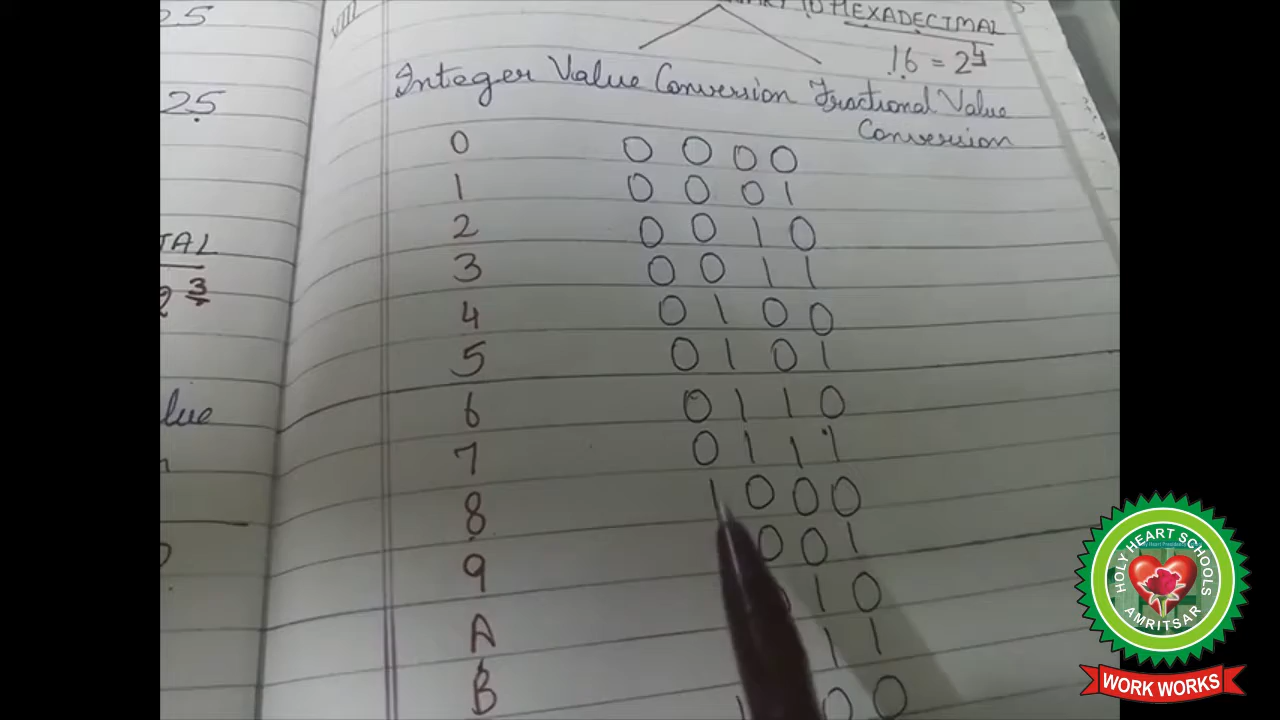 25
VIII
TO HEXADECIMAL
16 = 2⁴
Integer Value Conversion Fractional Value
Conversion
0 0 0 0 0
1 0 0 0 1
2 0 0 1 0
3 0 0 1 1
4 0 1 0 0
5 0 1 0 1
6 0 1 1 0
7 0 1 1 1
8 1 0 0 0
9 0 0 1
A 1 0
B 1 1
0 0
2³
HOLY HEART SCHOOLS
AMRITSAR
WORK WORKS